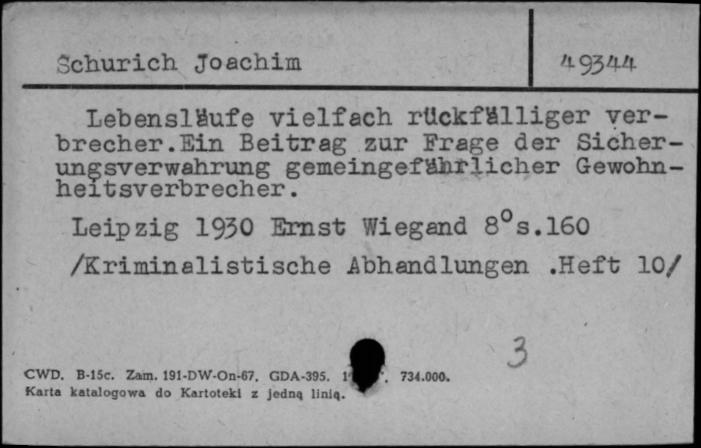 Schurich Joachim
49344
Lebensläufe vielfach rückfälliger ver-
brecher.Ein Beitrag zur Frage der Sicher-
ungsverwahrung gemeingefährlicher Gewohn-
heitsverbrecher.
Leipzig 1930 Ernst Wiegand 8°s.160
/Kriminalistische Abhandlungen .Heft 10/
3
CWD. B-15c. Zam. 191-DW-On-67. GDA-395. 734.000.
Karta katalogowa do Kartoteki z jedną linią.